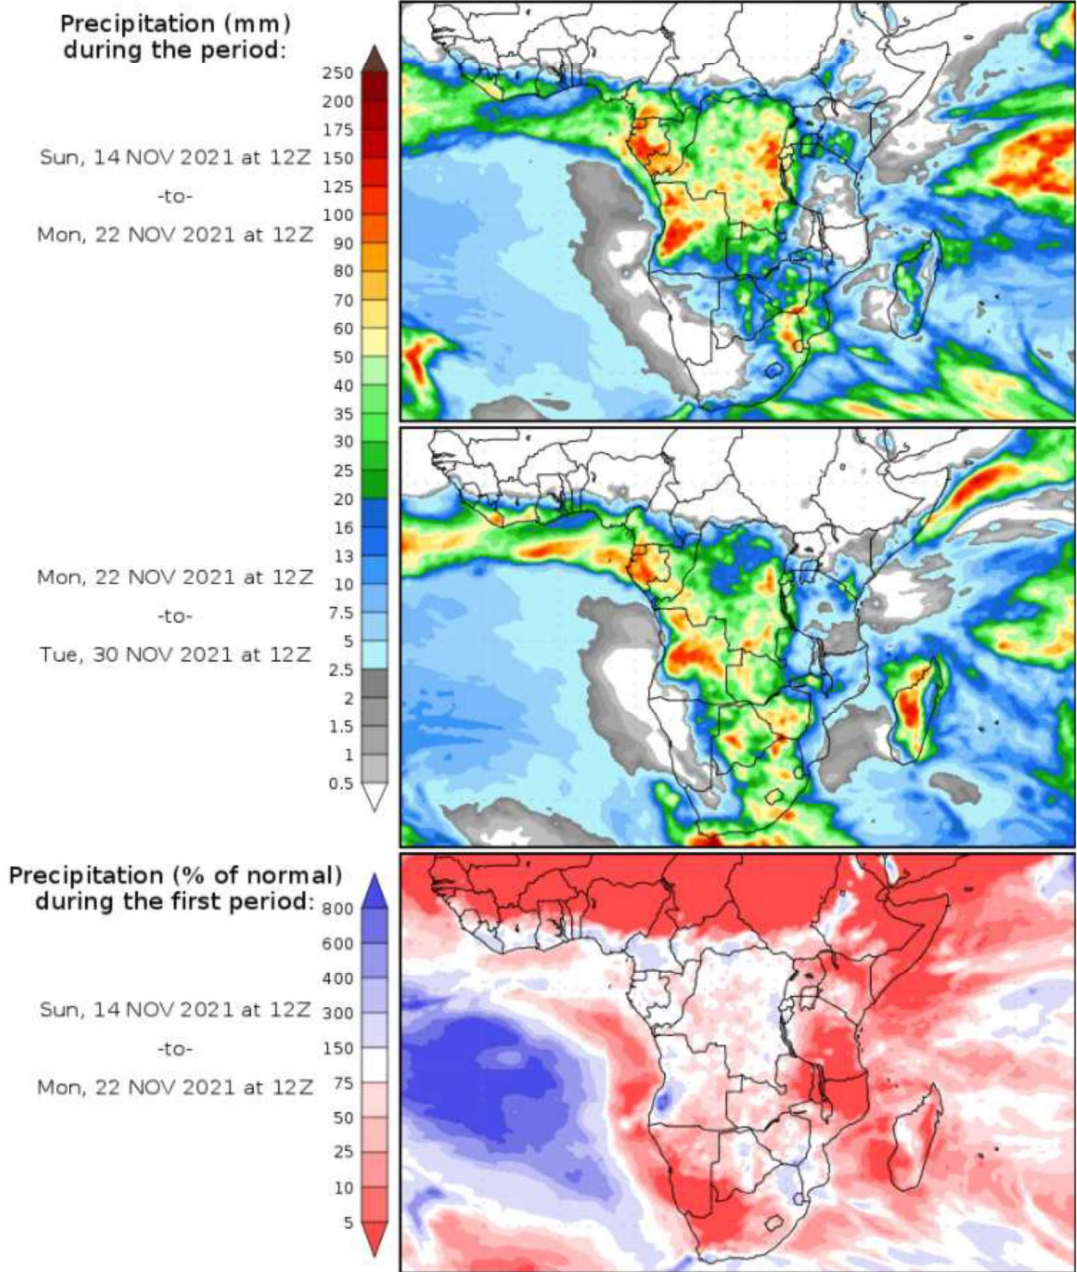 Precipitation (mm)
during the period:
250
200
175
150
125
100
90
80
70
60
50
40
35
30
25
20
16
13
10
7.5
5
2.5
2
1.5
1
0.5
Sun, 14 NOV 2021 at 12Z
-to-
Mon, 22 NOV 2021 at 12Z
Mon, 22 NOV 2021 at 12Z
-to-
Tue, 30 NOV 2021 at 12Z
Precipitation (% of normal)
during the first period:
800
600
400
300
150
75
50
25
10
5
Sun, 14 NOV 2021 at 12Z
-to-
Mon, 22 NOV 2021 at 12Z